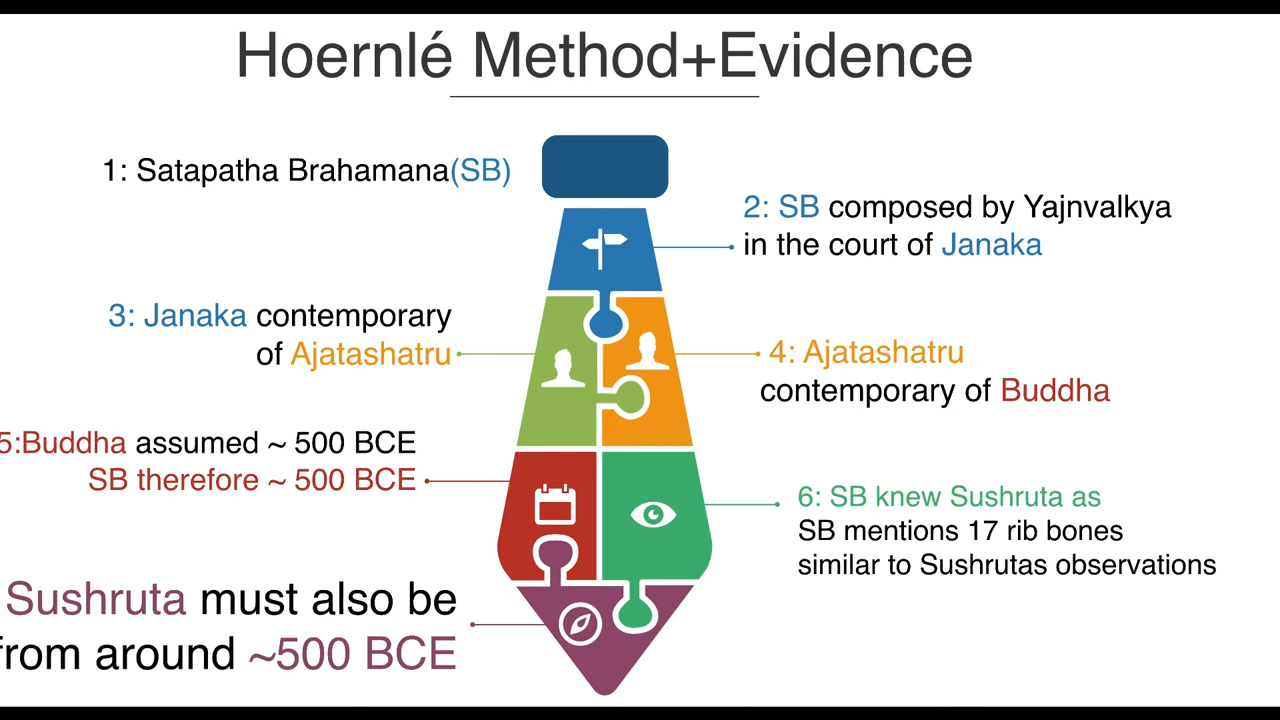 Hoernlé Method+Evidence
1: Satapatha Brahamana(SB)
2: SB composed by Yajnvalkya
in the court of Janaka
3: Janaka contemporary
of Ajatashatru
4: Ajatashatru
contemporary of Buddha
5:Buddha assumed ~ 500 BCE
SB therefore ~ 500 BCE
6: SB knew Sushruta as
SB mentions 17 rib bones
similar to Sushrutas observations
Sushruta must also be
from around ~500 BCE